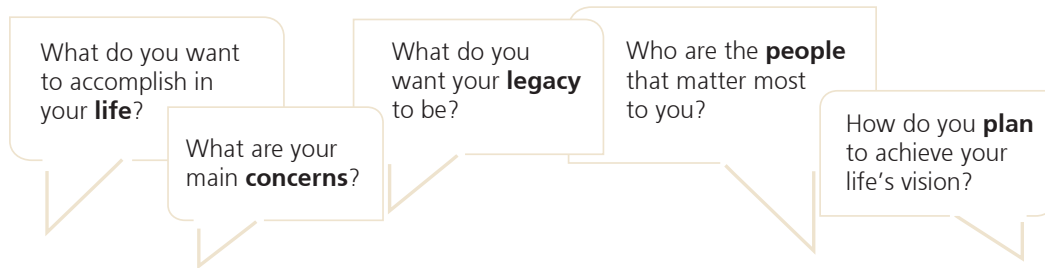 What do you want
to accomplish in
your life?
What are your
main concerns?
What do you
want your legacy
to be?
Who are the people
that matter most
to you?
How do you plan
to achieve your
life’s vision?